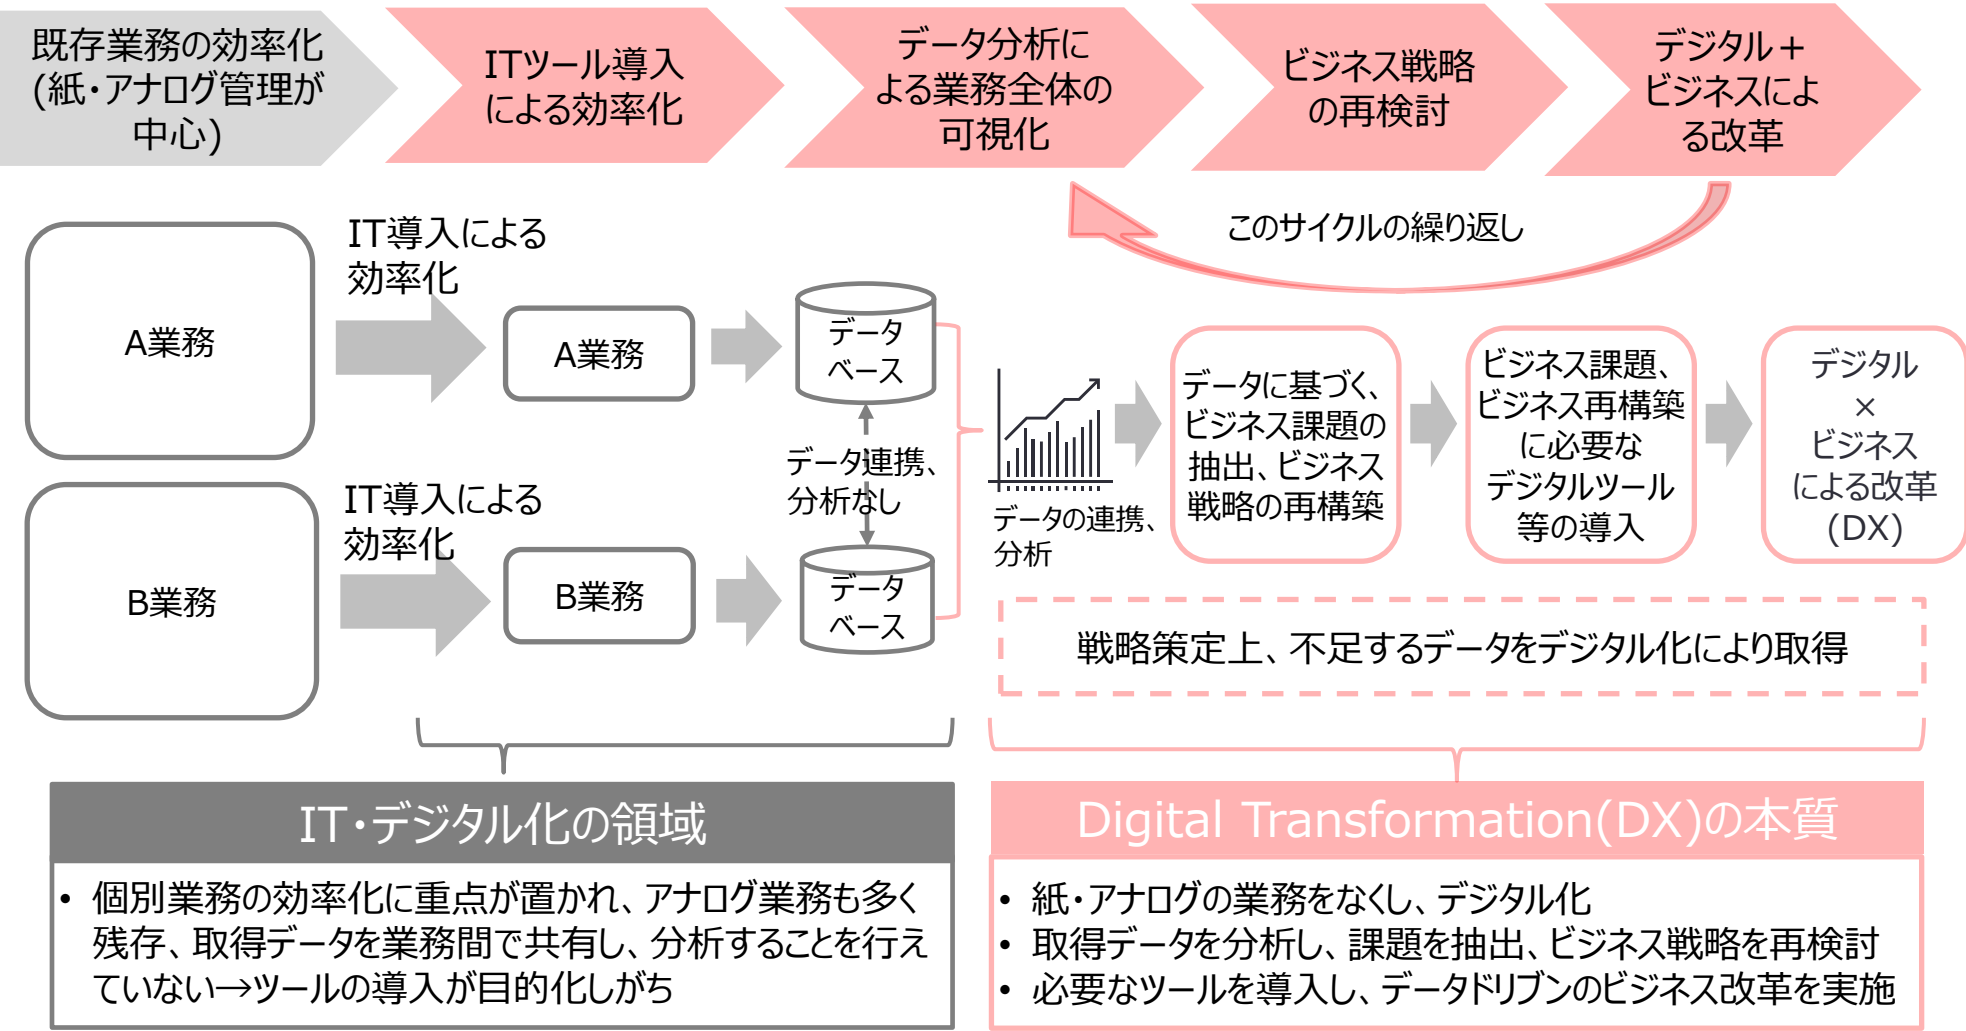 既存業務の効率化
(紙・アナログ管理が
中心)
ITツール導入
による効率化
データ分析に
よる業務全体の
可視化
ビジネス戦略
の再検討
デジタル＋
ビジネスによ
る改革
このサイクルの繰り返し
A業務
IT導入による
効率化
A業務
データ
ベース
データ連携、
分析なし
B業務
IT導入による
効率化
B業務
データ
ベース
データの連携、
分析
データに基づく、
ビジネス課題の
抽出、ビジネス
戦略の再構築
ビジネス課題、
ビジネス再構築
に必要な
デジタルツール
等の導入
デジタル
×
ビジネス
による改革
(DX)
戦略策定上、不足するデータをデジタル化により取得
IT・デジタル化の領域
• 個別業務の効率化に重点が置かれ、アナログ業務も多く
残存、取得データを業務間で共有し、分析することを行え
ていない→ツールの導入が目的化しがち
Digital Transformation(DX)の本質
• 紙・アナログの業務をなくし、デジタル化
• 取得データを分析し、課題を抽出、ビジネス戦略を再検討
• 必要なツールを導入し、データドリブンのビジネス改革を実施